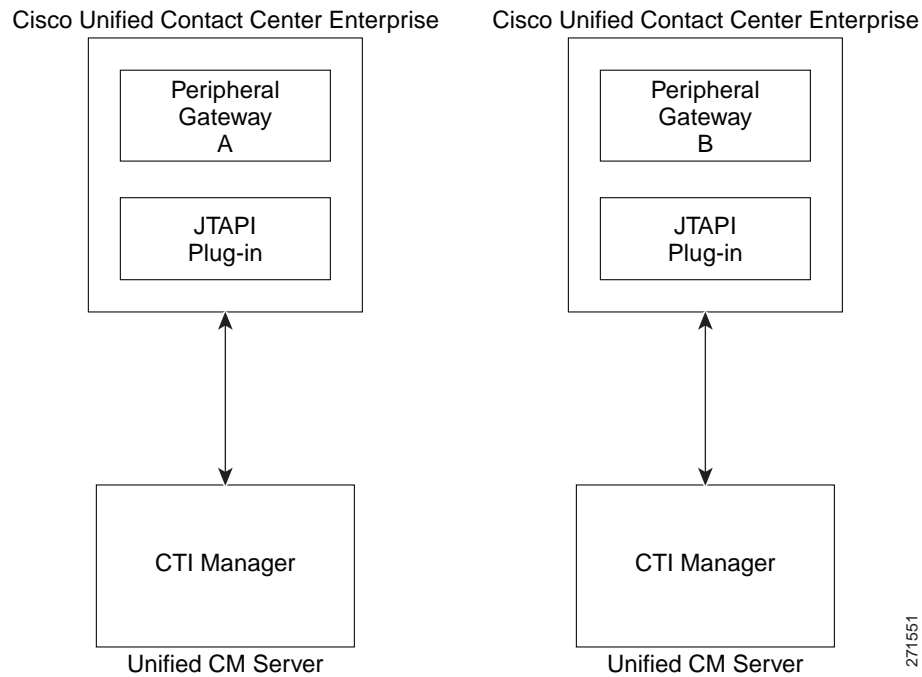 Cisco Unified Contact Center Enterprise
Peripheral
Gateway
A
JTAPI
Plug-in
CTI Manager
Unified CM Server
Cisco Unified Contact Center Enterprise
Peripheral
Gateway
B
JTAPI
Plug-in
CTI Manager
Unified CM Server
271551